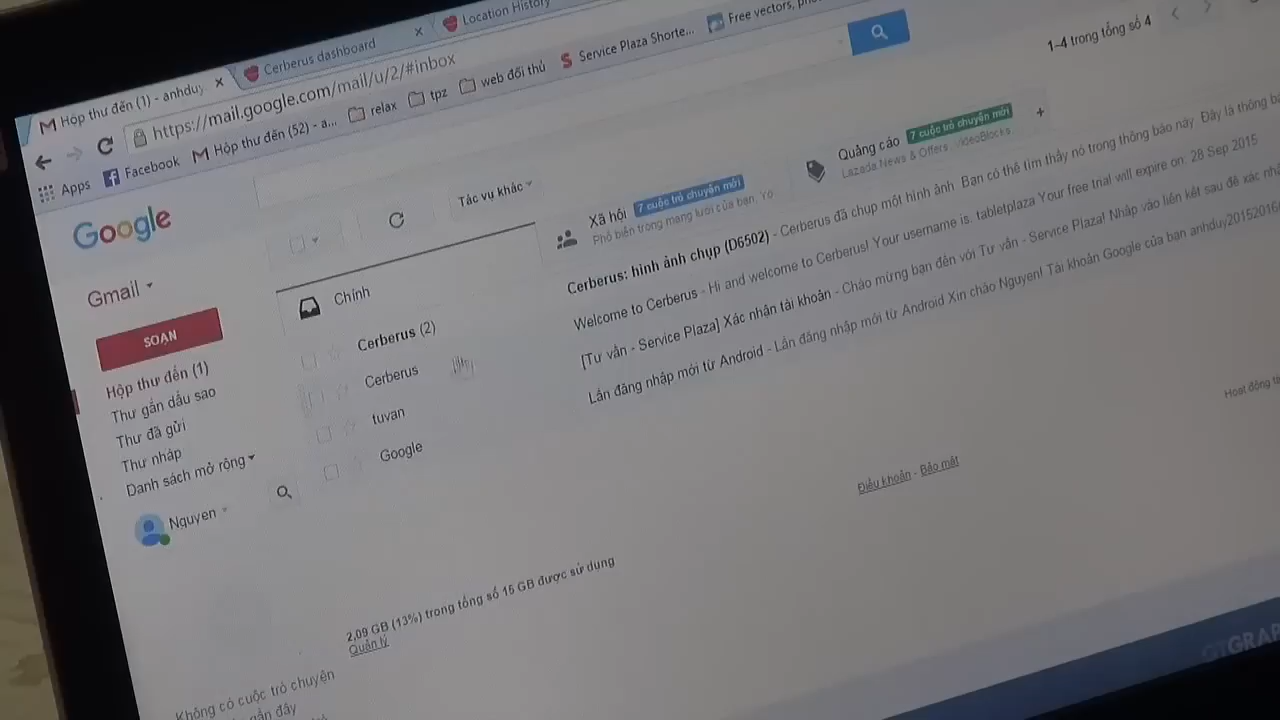 Hộp thư đến (1) - anhduy
Cerberus dashboard
Location History
https://mail.google.com/mail/u/2/#inbox
Apps
Facebook
Hộp thư đến (52) - a...
relax
tpz
web đối thủ
Service Plaza Shorte...
Free vectors,
Google
Tác vụ khác
1–4 trong tổng số 4
Gmail
SOẠN
Hộp thư đến (1)
Thư gắn dấu sao
Thư đã gửi
Thư nháp
Danh sách mở rộng
Nguyen
Chính
Xã hội
7 cuộc trò chuyện mới
Phổ biến trong mạng lưới của bạn. Yo
Quảng cáo
7 cuộc trò chuyện mới
Lazada News & Offers, VideoBlocks
Cerberus (2)
Cerberus: hình ảnh chụp (D6502) - Cerberus đã chụp một hình ảnh Bạn có thể tìm thấy nó trong thông báo này Đây là thông
Cerberus
Welcome to Cerberus - Hi and welcome to Cerberus! Your username is: tabletplaza Your free trial will expire on: 28 Sep 2015
tuvan
[Tư vấn - Service Plaza] Xác nhận tài khoản - Chào mừng bạn đến với Tư vấn - Service Plaza! Nhấp vào liên kết sau để xác
Google
Lần đăng nhập mới từ Android - Lần đăng nhập mới từ Android Xin chào Nguyen! Tài khoản Google của bạn
Hoạt động
Điều khoản - Bảo mật
2,09 GB (13%) trong tổng số 15 GB được sử dụng
Quản lý
Không có cuộc trò chuyện
gần đây